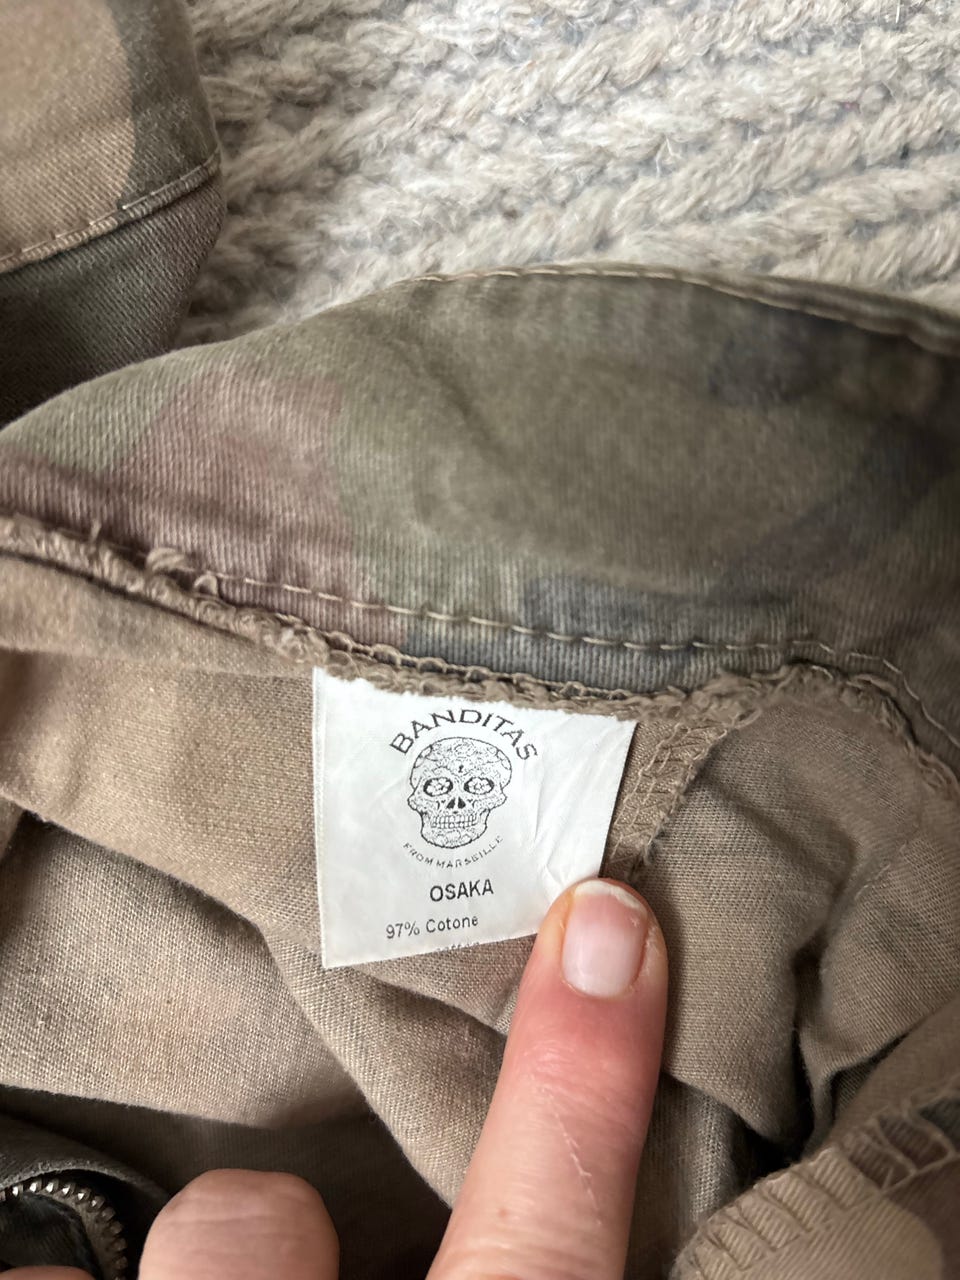 BANDITAS
FROM MARSEILLE
OSAKA
97% Cotone